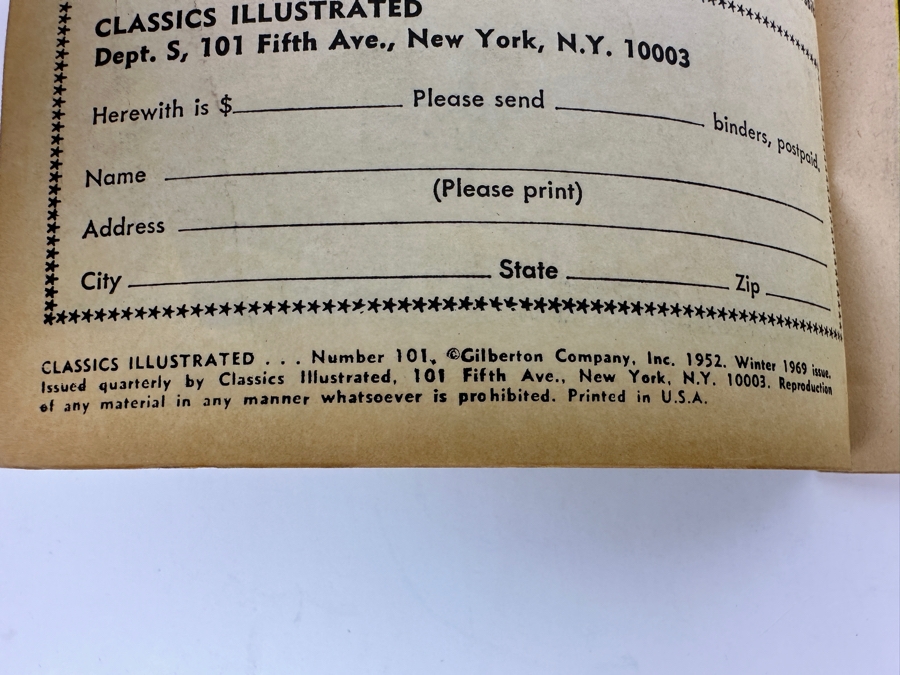 CLASSICS ILLUSTRATED
Dept. S, 101 Fifth Ave., New York, N.Y. 10003
Herewith is $ Please send binders, postpaid.
Name
(Please print)
Address
City State Zip
CLASSICS ILLUSTRATED . . . Number 101. ©Gilberton Company, Inc. 1952. Winter 1969 issue.
Issued quarterly by Classics Illustrated, 101 Fifth Ave., New York, N.Y. 10003. Reproduction
of any material in any manner whatsoever is prohibited. Printed in U.S.A.